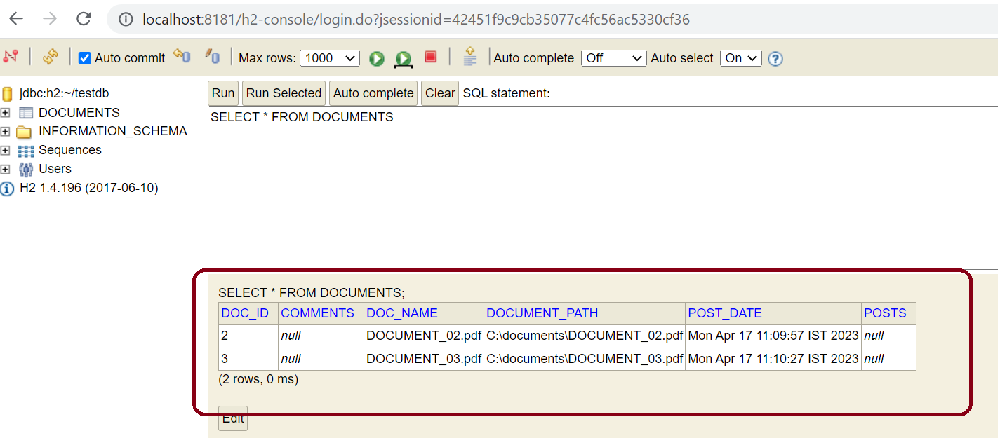 localhost:8181/h2-console/login.do?jsessionid=42451f9c9cb35077c4fc56ac5330cf36
Auto commit Max rows: 1000 Auto complete Off Auto select On ?
jdbc:h2:~/testdb
DOCUMENTS
INFORMATION_SCHEMA
Sequences
Users
H2 1.4.196 (2017-06-10)
Run Run Selected Auto complete Clear SQL statement:
SELECT * FROM DOCUMENTS
SELECT * FROM DOCUMENTS;
DOC_ID COMMENTS DOC_NAME DOCUMENT_PATH POST_DATE POSTS
2 null DOCUMENT_02.pdf C:\documents\DOCUMENT_02.pdf Mon Apr 17 11:09:57 IST 2023 null
3 null DOCUMENT_03.pdf C:\documents\DOCUMENT_03.pdf Mon Apr 17 11:10:27 IST 2023 null
(2 rows, 0 ms)
Edit